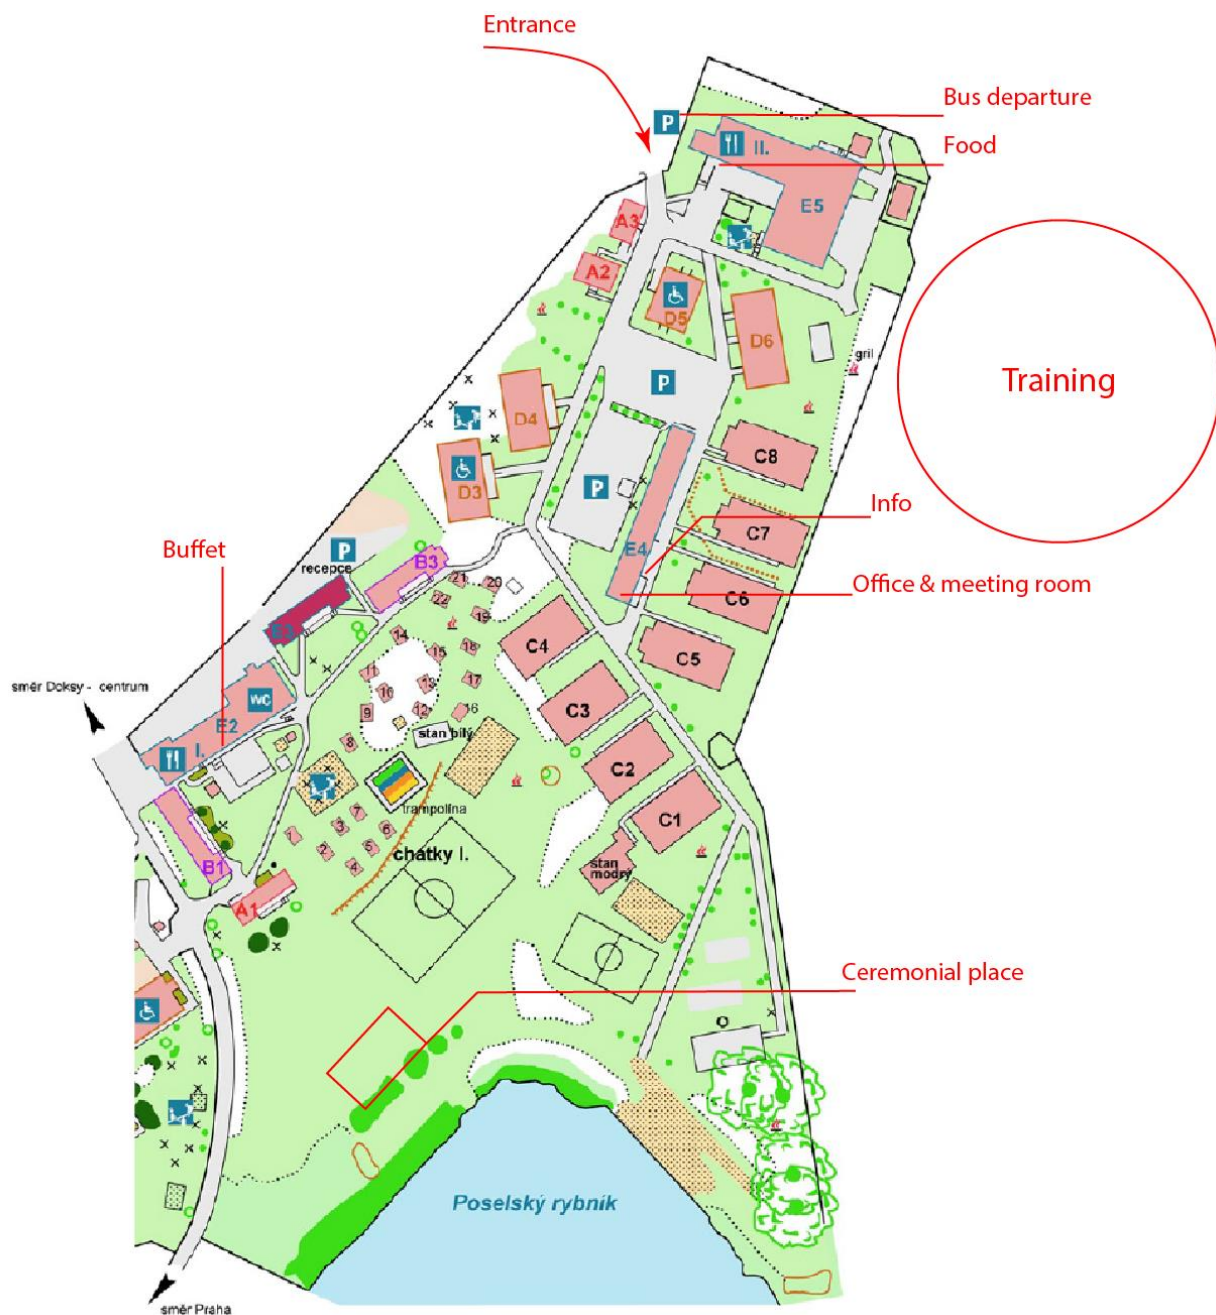 Entrance
Bus departure
P
Food
II.
E5
A3
A2
D5
D6
gril
Training
P
D4
C8
D3
P
Info
C7
Buffet
P
recepce
B3
E4
Office & meeting room
C6
E3
21
20
22
19
14
C4
C5
15
18
11
13
17
10
směr Doksy - centrum
WC
9
12
16
C3
E2
stan bílý
I.
8
C2
trampolína
7
C1
1
3
6
2
5
chatky I.
4
stan
modrý
B1
A1
Ceremonial place
Poselský rybník
směr Praha